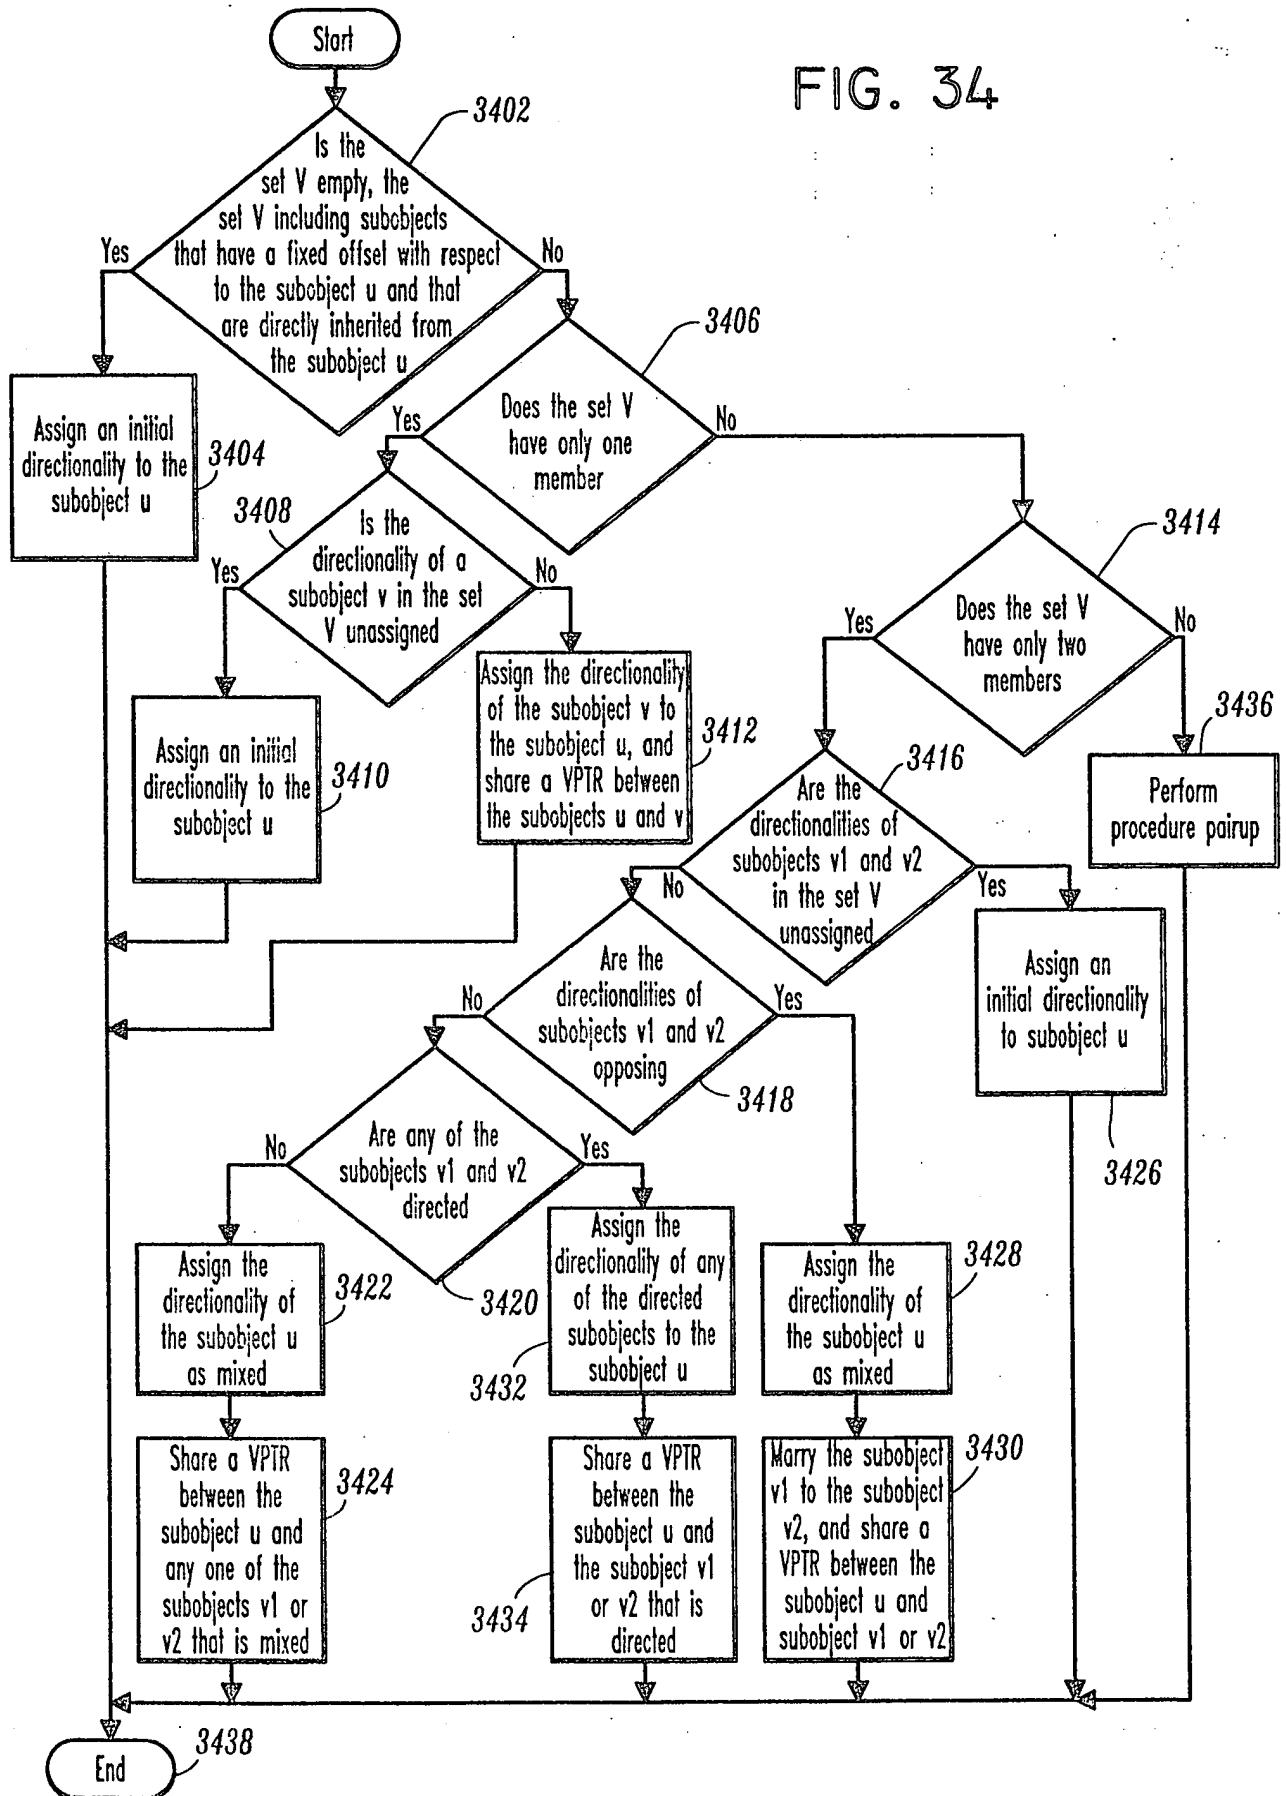 Start
FIG. 34
3402
Is the
set V empty, the
set V including subobjects
that have a fixed offset with respect
to the subobject u and that
are directly inherited from
the subobject u
Yes
No
3406
Does the set V
have only one
member
Yes
No
Assign an initial
directionality to the
subobject u
3404
3408
Is the
directionality of a
subobject v in the set
V unassigned
Yes
No
3414
Does the set V
have only two
members
Yes
No
Assign an initial
directionality to the
subobject u
3410
Assign the directionality
of the subobject v to
the subobject u, and
share a VPTR between
the subobjects u and v
3412
3416
Are the
directionalities of
subobjects v1 and v2
in the set V
unassigned
No
Yes
3436
Perform
procedure pairup
Are the
directionalities of
subobjects v1 and v2
opposing
No
Yes
3418
Assign an
initial directionality
to subobject u
3426
Are any of the
subobjects v1 and v2
directed
No
Yes
3420
Assign the
directionality of
the subobject u
as mixed
3422
Assign the
directionality of any
of the directed
subobjects to the
subobject u
3432
Assign the
directionality of
the subobject u
as mixed
3428
Share a VPTR
between the
subobject u and
any one of the
subobjects v1 or
v2 that is mixed
3424
Share a VPTR
between the
subobject u and
the subobject v1
or v2 that is
directed
3434
Marry the subobject
v1 to the subobject
v2, and share a
VPTR between the
subobject u and
subobject v1 or v2
3430
End
3438